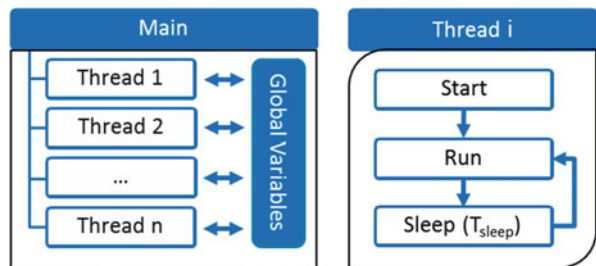 Main
Thread 1
Thread 2
...
Thread n
Global Variables
Thread i
Start
Run
Sleep (Tsleep)